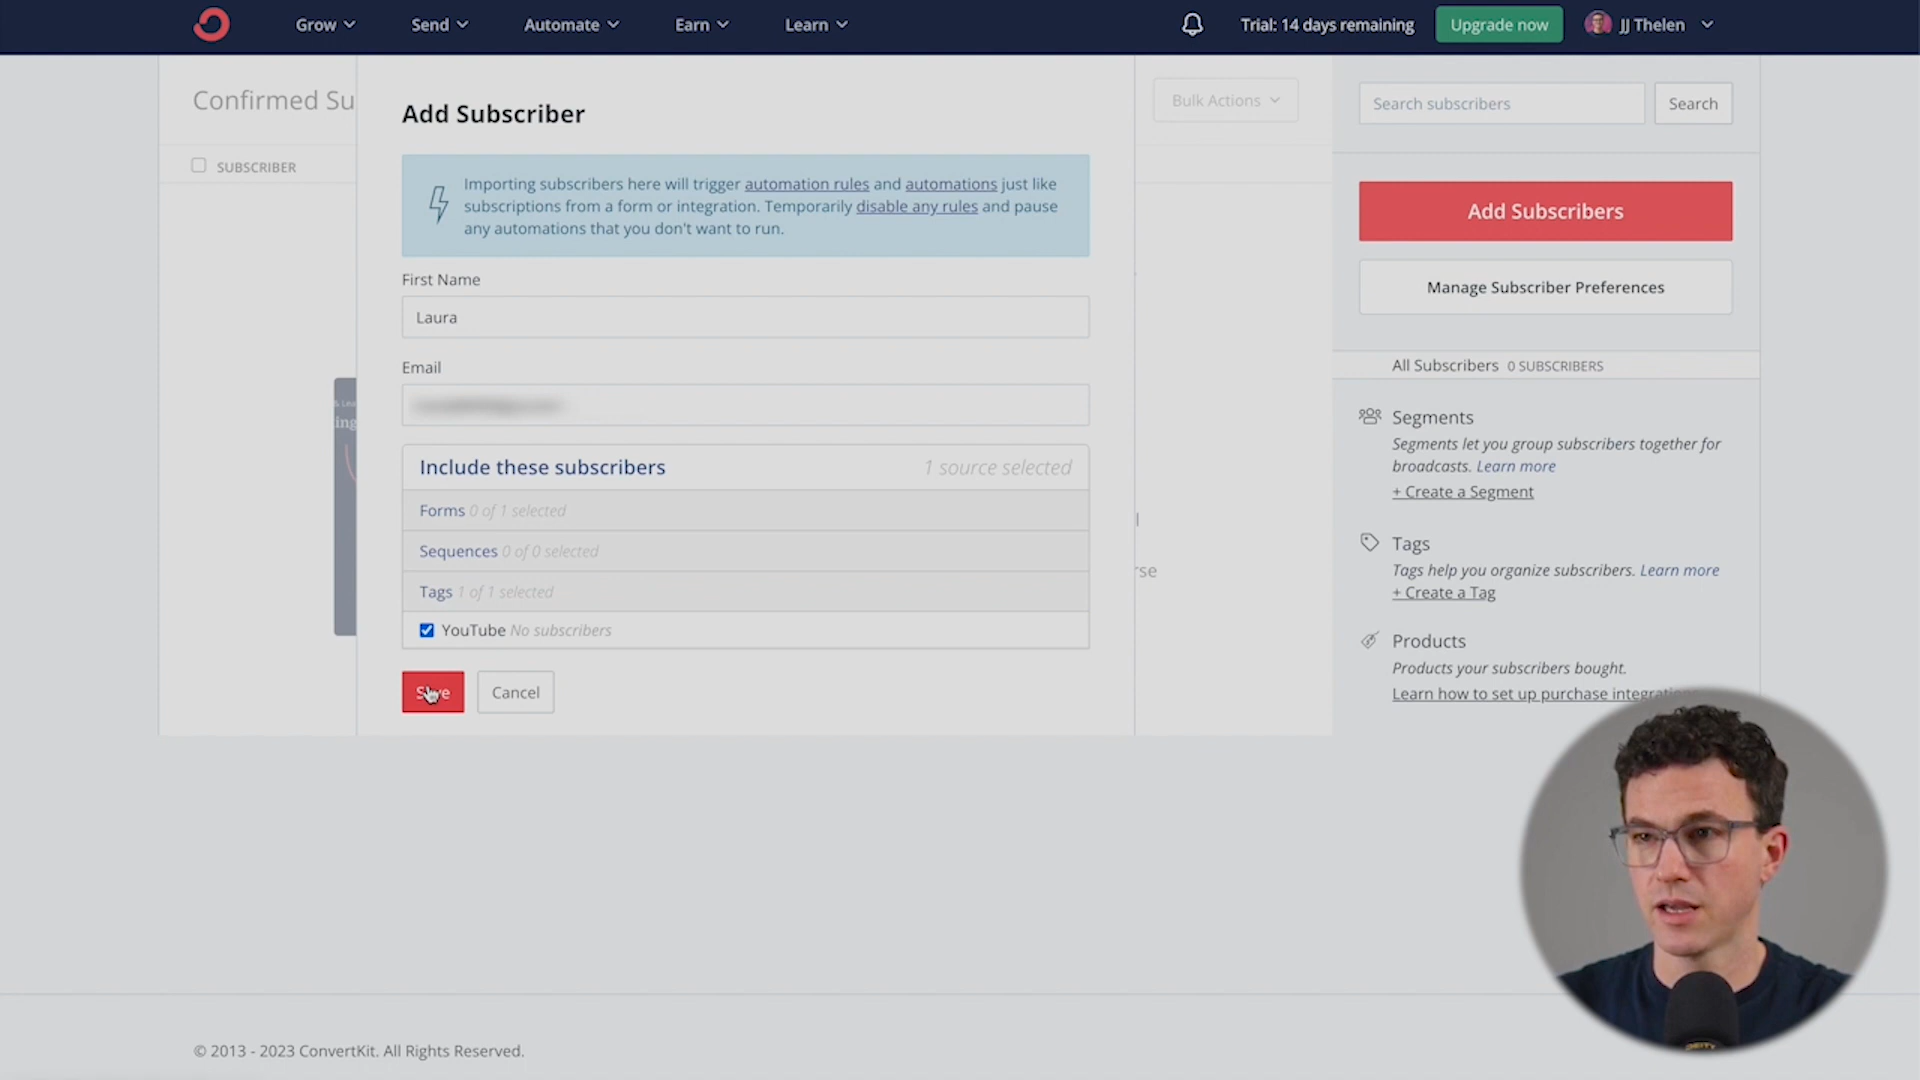 Grow
Send
Automate
Earn
Learn
Trial: 14 days remaining
Upgrade now
JJ Thelen
Confirmed Su
SUBSCRIBER
Add Subscriber
Importing subscribers here will trigger automation rules and automations just like
subscriptions from a form or integration. Temporarily disable any rules and pause
any automations that you don't want to run.
First Name
Laura
Email
Include these subscribers
1 source selected
Forms 0 of 1 selected
Sequences 0 of 0 selected
Tags 1 of 1 selected
YouTube No subscribers
Save
Cancel
Bulk Actions
rse
Search subscribers
Search
Add Subscribers
Manage Subscriber Preferences
All Subscribers 0 SUBSCRIBERS
Segments
Segments let you group subscribers together for
broadcasts. Learn more
+ Create a Segment
Tags
Tags help you organize subscribers. Learn more
+ Create a Tag
Products
Products your subscribers bought.
Learn how to set up purchase integrations
© 2013 - 2023 ConvertKit. All Rights Reserved.